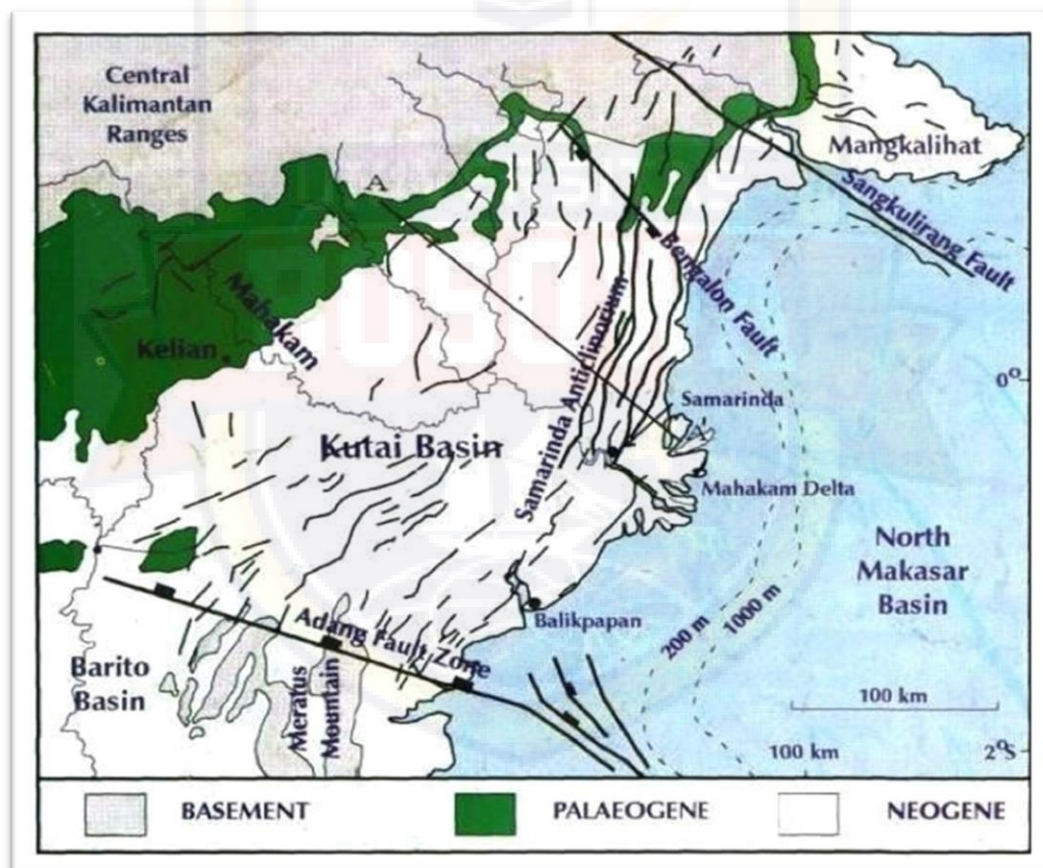 Central
Kalimantan
Ranges
Mangkalihat
A
Sangkulirang Fault
Bengalon Fault
Mahakam
Kelian
0°
Samarinda
Samarinda Anticlinorium
Kutai Basin
Mahakam Delta
North
Makasar
Basin
Balikpapan
200 m
1000 m
Adang Fault Zone
Barito
Basin
Meratus
Mountain
100 km
100 km
2°S
BASEMENT
PALAEOGENE
NEOGENE